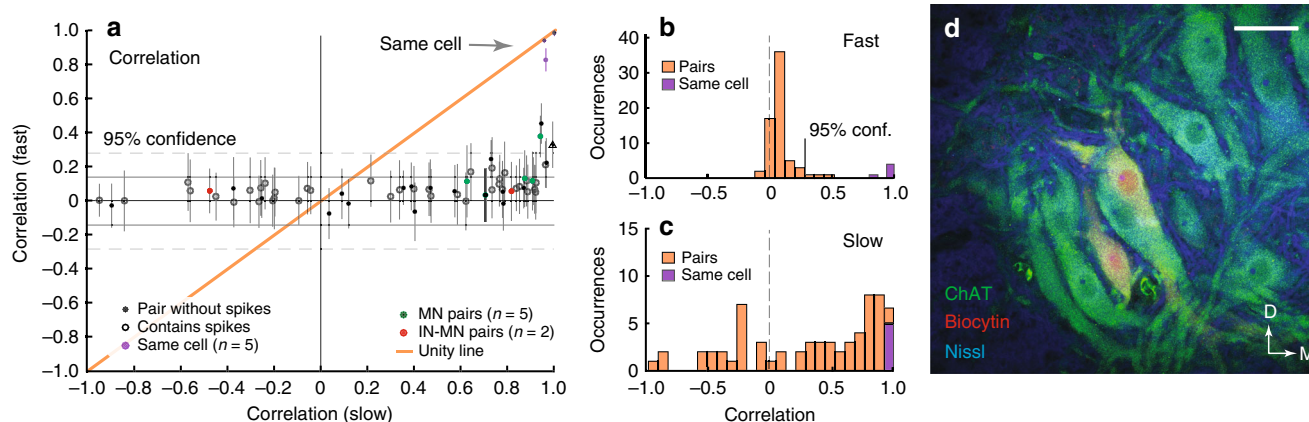 a
Correlation
Same cell
95% confidence
Correlation (fast)
1.0
0.8
0.6
0.4
0.2
0
−0.2
−0.4
−0.6
−0.8
−1.0
Pair without spikes
Contains spikes
Same cell (n = 5)
MN pairs (n = 5)
IN-MN pairs (n = 2)
Unity line
−1.0 −0.8 −0.6 −0.4 −0.2 0 0.2 0.4 0.6 0.8 1.0
Correlation (slow)
b
Fast
Pairs
Same cell
95% conf.
Occurrences
40
30
20
10
0
−1.0 −0.5 0 0.5 1.0
c
Slow
Pairs
Same cell
Occurrences
15
10
5
0
−1.0 −0.5 0 0.5 1.0
Correlation
d
ChAT
Biocytin
Nissl
D
M